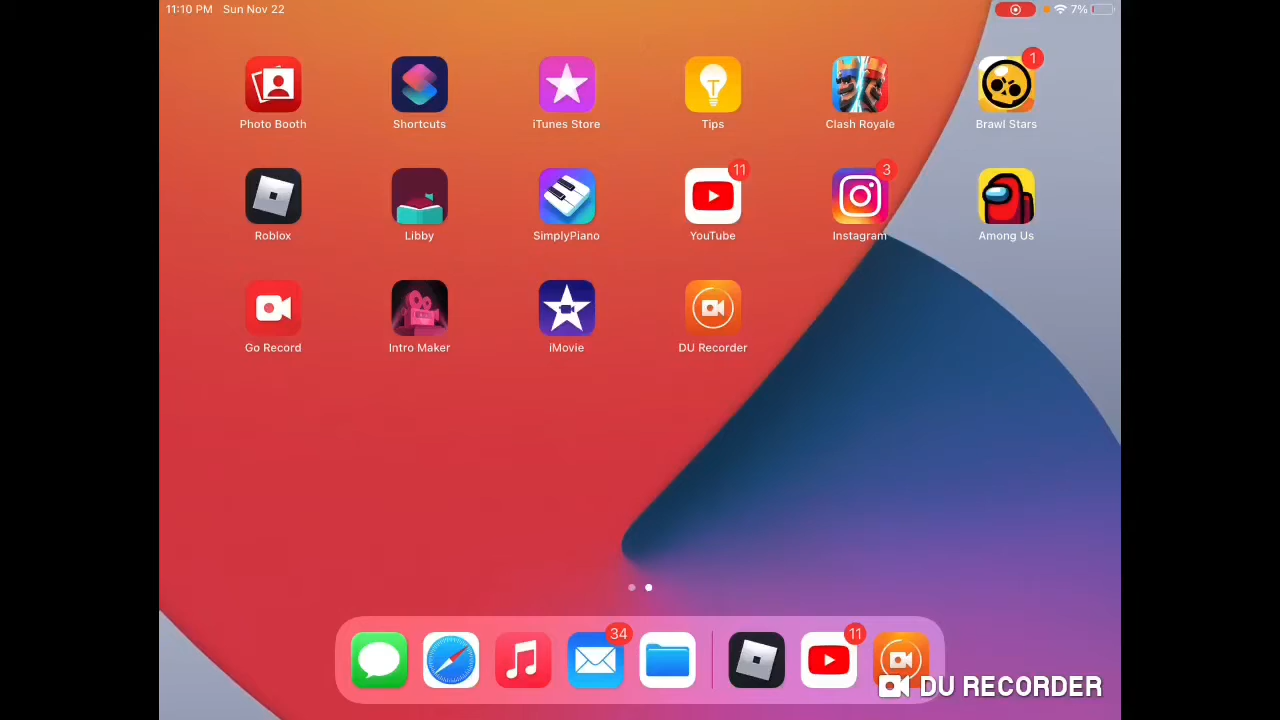 11:10 PM Sun Nov 22 7%
1
Photo Booth Shortcuts iTunes Store Tips Clash Royale Brawl Stars
11 3
Roblox Libby SimplyPiano YouTube Instagram Among Us
Go Record Intro Maker iMovie DU Recorder
34 11
DU RECORDER